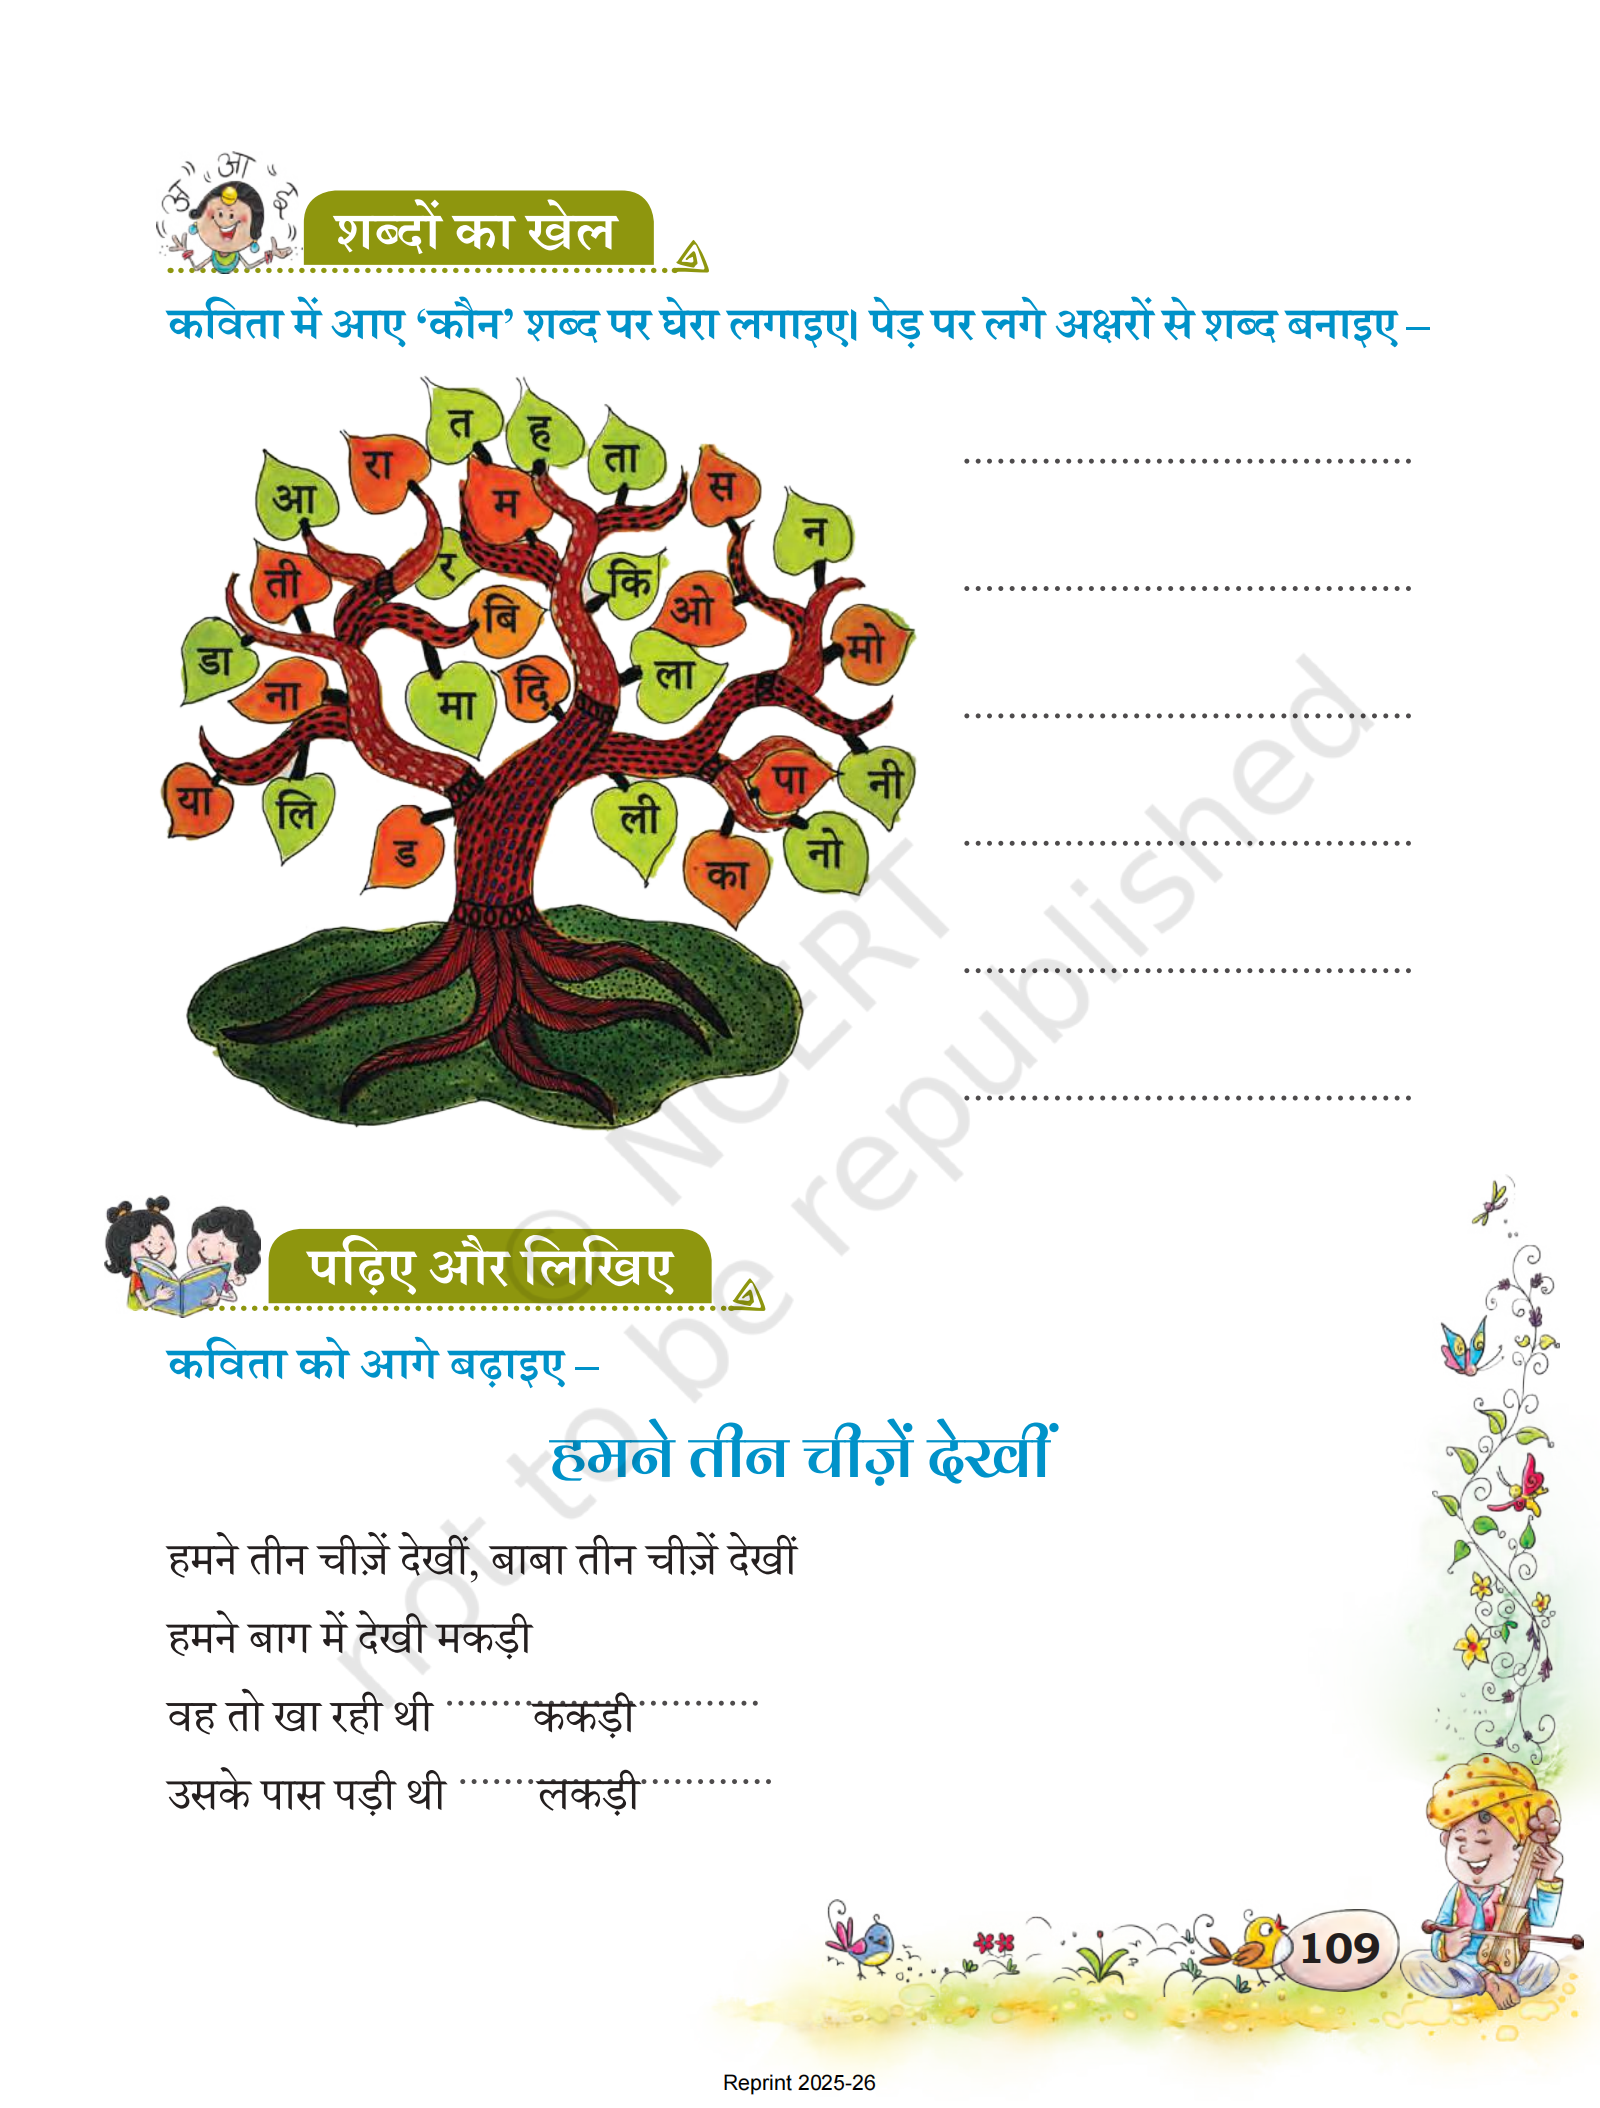 अ आ इ
शब्दों का खेल
कविता में आए ‘कौन’ शब्द पर घेरा लगाइए। पेड़ पर लगे अक्षरों से शब्द बनाइए –
त
ह
रा
ता
आ
म
स
न
र
ती
कि
बि
ओ
मो
डा
ला
ना
दि
मा
पा
नी
या
लि
ली
ड
का
नो
© NCERT
not to be republished
पढ़िए और लिखिए
कविता को आगे बढ़ाइए –
हमने तीन चीज़ें देखीं
हमने तीन चीज़ें देखीं, बाबा तीन चीज़ें देखीं
हमने बाग में देखी मकड़ी
वह तो खा रही थी ............ ककड़ी ............
उसके पास पड़ी थी ............ लकड़ी ............
109
Reprint 2025-26